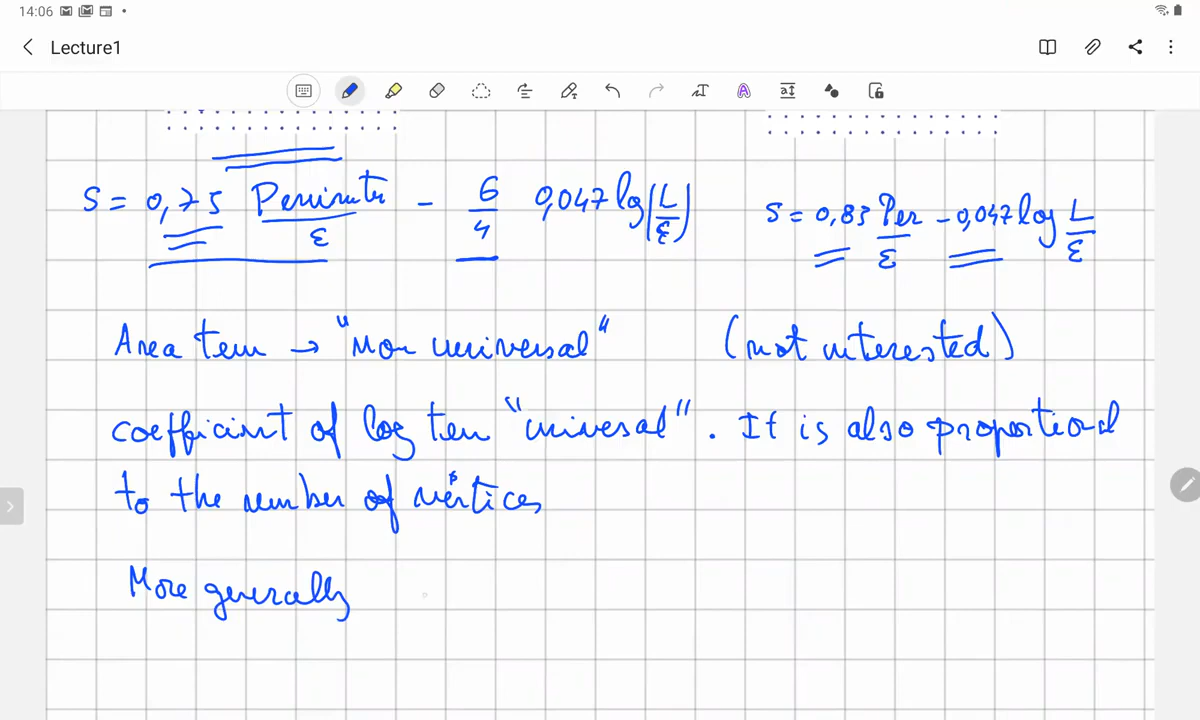 14:06
Lecture1
S = 0,75 Perimeter/ε - 6/4 0,047 log(L/ε)
S = 0,83 Per/ε - 0,047 log L/ε
Area term → "Non universal" (not interested)
coefficient of log term "universal". It is also proportional
to the number of vertices
More generally